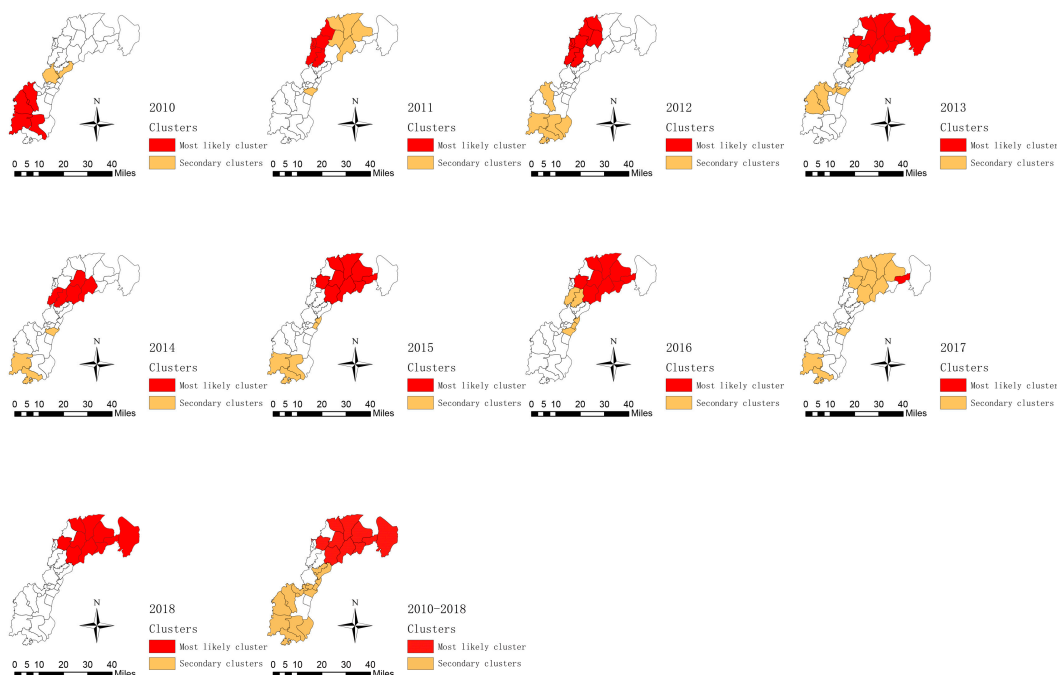 N
2010
Clusters
Most likely cluster
Secondary clusters
0 5 10 20 30 40
Miles
N
2011
Clusters
Most likely cluster
Secondary clusters
0 5 10 20 30 40
Miles
N
2012
Clusters
Most likely cluster
Secondary clusters
0 5 10 20 30 40
Miles
N
2013
Clusters
Most likely cluster
Secondary clusters
0 5 10 20 30 40
Miles
N
2014
Clusters
Most likely cluster
Secondary clusters
0 5 10 20 30 40
Miles
N
2015
Clusters
Most likely cluster
Secondary clusters
0 5 10 20 30 40
Miles
N
2016
Clusters
Most likely cluster
Secondary clusters
0 5 10 20 30 40
Miles
N
2017
Clusters
Most likely cluster
Secondary clusters
0 5 10 20 30 40
Miles
N
2018
Clusters
Most likely cluster
Secondary clusters
0 5 10 20 30 40
Miles
N
2010-2018
Clusters
Most likely cluster
Secondary clusters
0 5 10 20 30 40
Miles